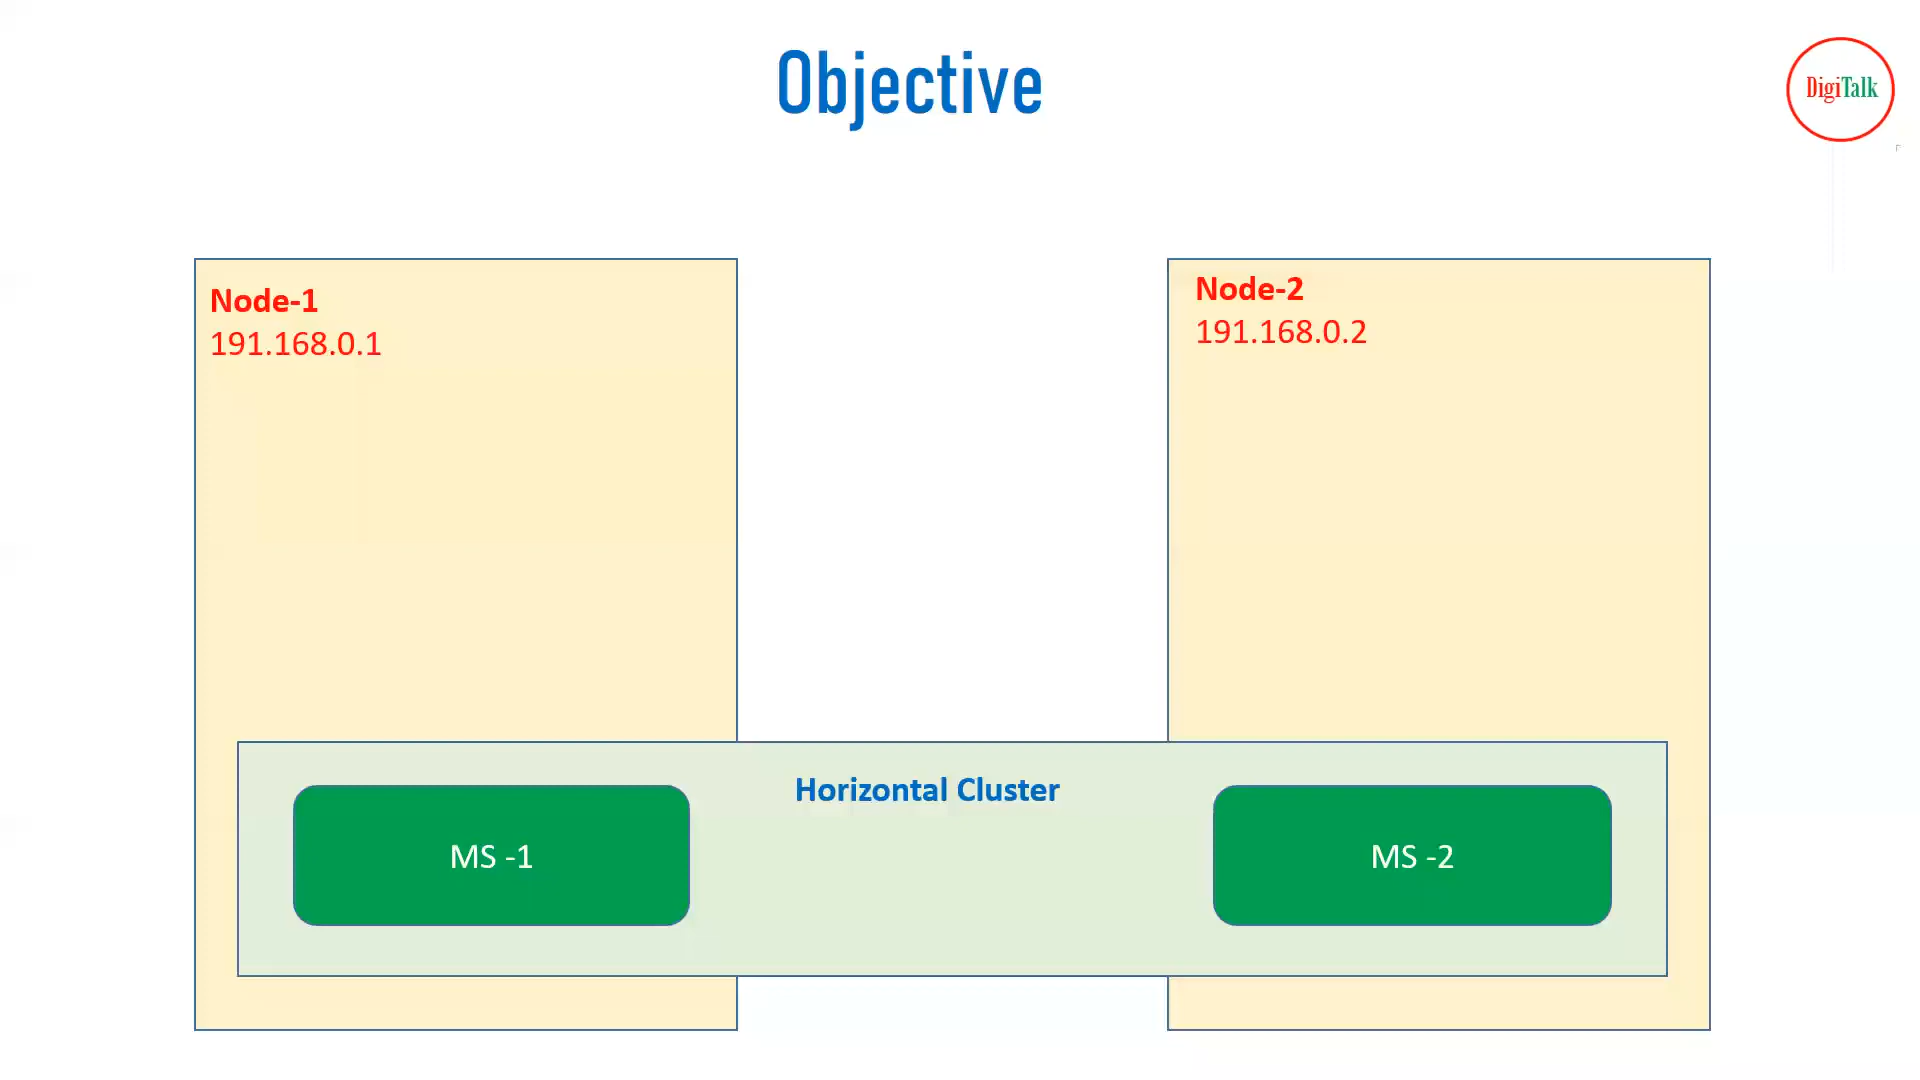 Objective
DigiTalk
Node-1
191.168.0.1
Node-2
191.168.0.2
Horizontal Cluster
MS -1
MS -2